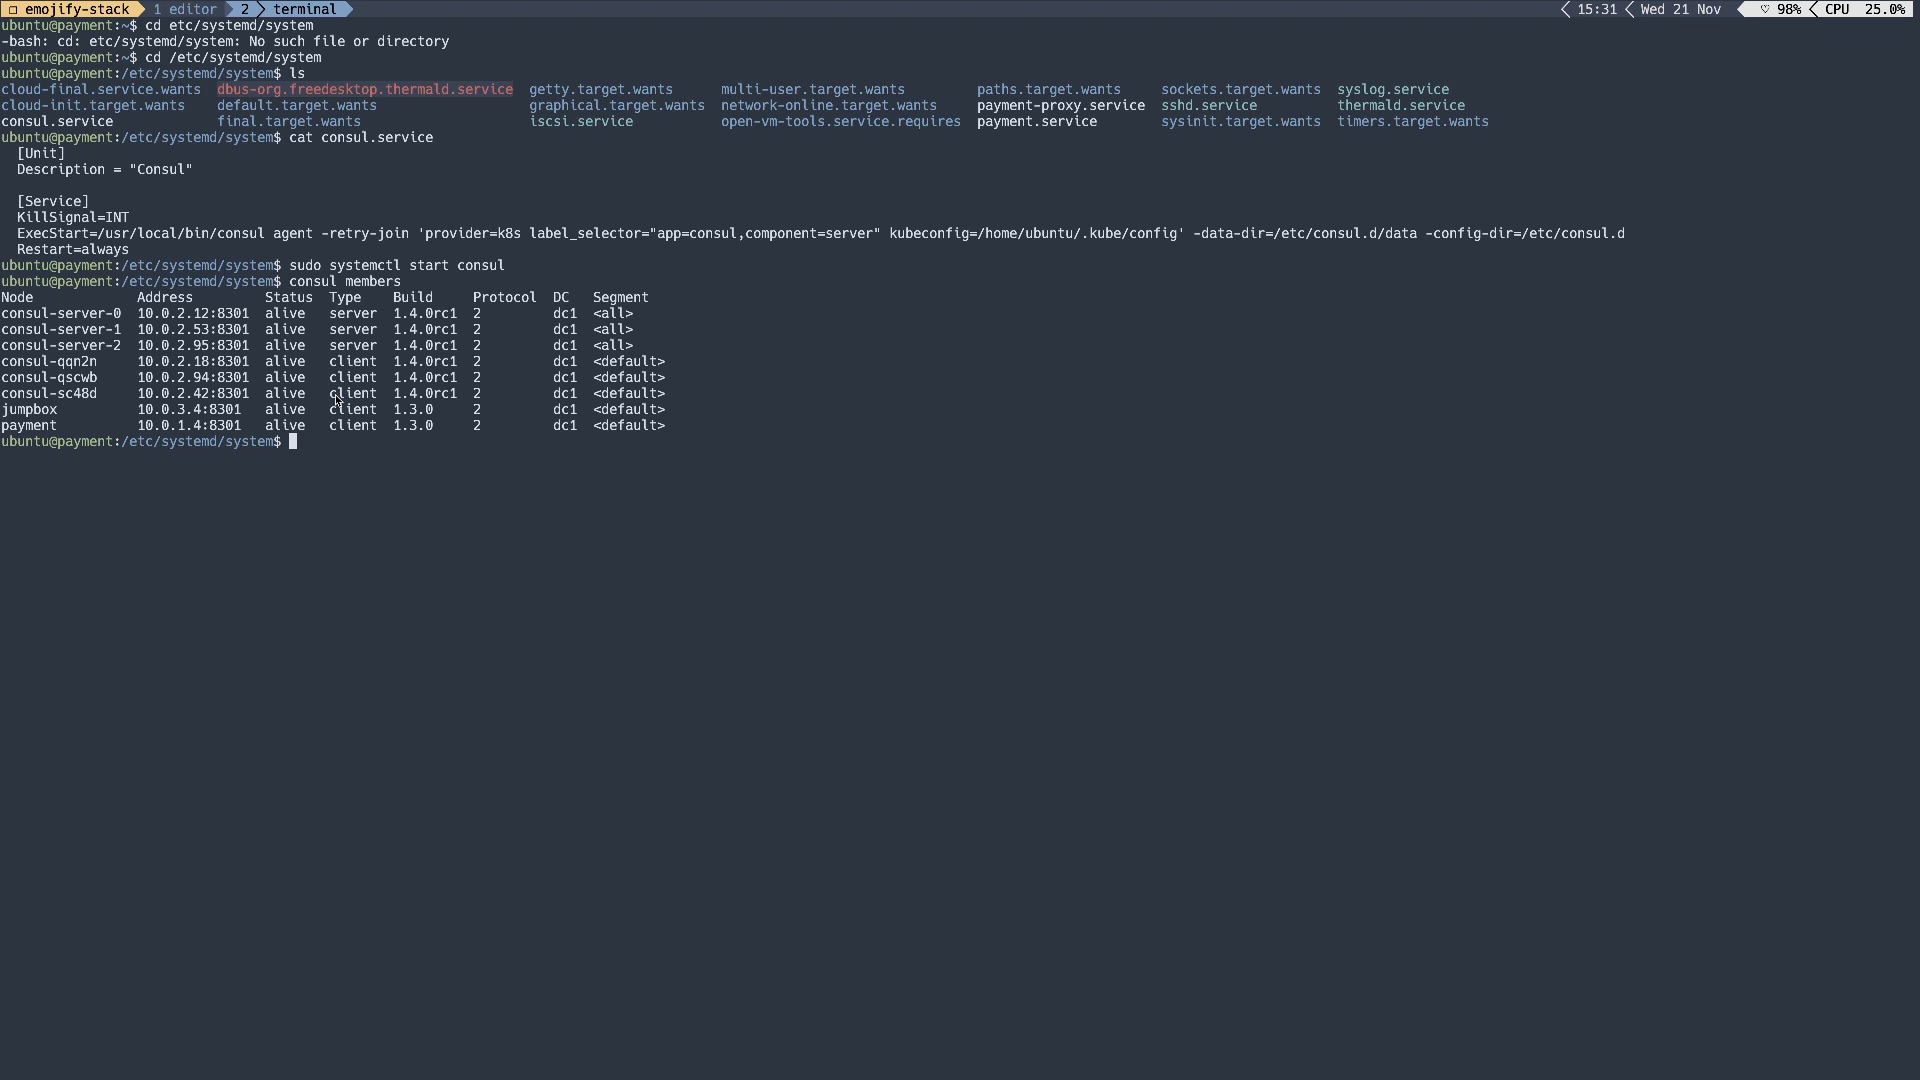 □ emojify-stack 1 editor 2 terminal 15:31 Wed 21 Nov ♡ 98% CPU 25.0%
ubuntu@payment:~$ cd etc/systemd/system
-bash: cd: etc/systemd/system: No such file or directory
ubuntu@payment:~$ cd /etc/systemd/system
ubuntu@payment:/etc/systemd/system$ ls
cloud-final.service.wants  dbus-org.freedesktop.thermald.service  getty.target.wants      multi-user.target.wants         paths.target.wants     sockets.target.wants  syslog.service
cloud-init.target.wants    default.target.wants                   graphical.target.wants  network-online.target.wants     payment-proxy.service  sshd.service          thermald.service
consul.service             final.target.wants                     iscsi.service           open-vm-tools.service.requires  payment.service        sysinit.target.wants  timers.target.wants
ubuntu@payment:/etc/systemd/system$ cat consul.service
  [Unit]
  Description = "Consul"
  [Service]
  KillSignal=INT
  ExecStart=/usr/local/bin/consul agent -retry-join 'provider=k8s label_selector="app=consul,component=server" kubeconfig=/home/ubuntu/.kube/config' -data-dir=/etc/consul.d/data -config-dir=/etc/consul.d
  Restart=always
ubuntu@payment:/etc/systemd/system$ sudo systemctl start consul
ubuntu@payment:/etc/systemd/system$ consul members
Node             Address         Status  Type    Build     Protocol  DC   Segment
consul-server-0  10.0.2.12:8301  alive   server  1.4.0rc1  2         dc1  <all>
consul-server-1  10.0.2.53:8301  alive   server  1.4.0rc1  2         dc1  <all>
consul-server-2  10.0.2.95:8301  alive   server  1.4.0rc1  2         dc1  <all>
consul-qqn2n     10.0.2.18:8301  alive   client  1.4.0rc1  2         dc1  <default>
consul-qscwb     10.0.2.94:8301  alive   client  1.4.0rc1  2         dc1  <default>
consul-sc48d     10.0.2.42:8301  alive   client  1.4.0rc1  2         dc1  <default>
jumpbox          10.0.3.4:8301   alive   client  1.3.0     2         dc1  <default>
payment          10.0.1.4:8301   alive   client  1.3.0     2         dc1  <default>
ubuntu@payment:/etc/systemd/system$